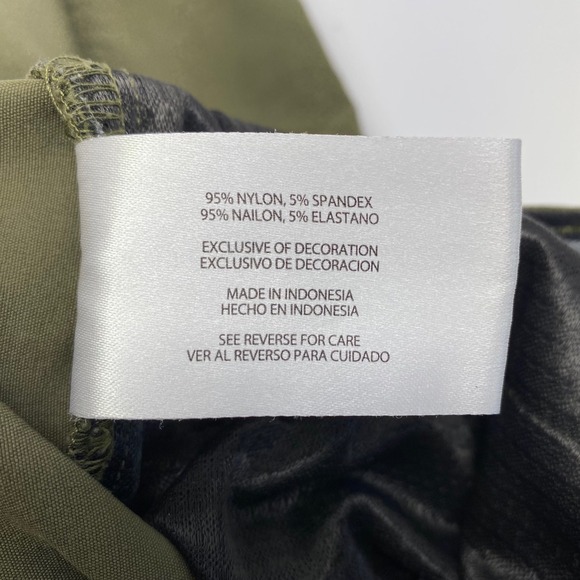 95% NYLON, 5% SPANDEX
95% NAILON, 5% ELASTANO
EXCLUSIVE OF DECORATION
EXCLUSIVO DE DECORACION
MADE IN INDONESIA
HECHO EN INDONESIA
SEE REVERSE FOR CARE
VER AL REVERSO PARA CUIDADO